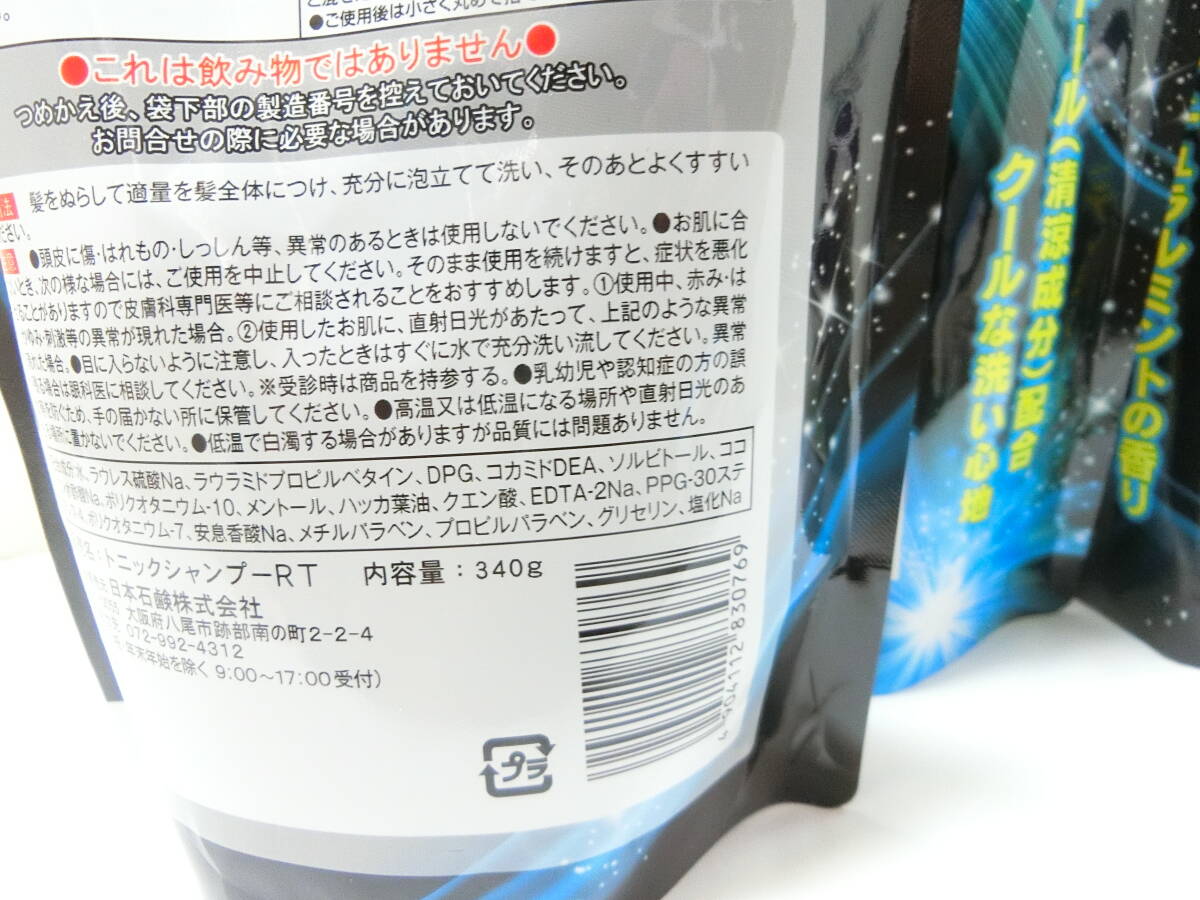 ●ご使用後は小さく丸めて捨
●これは飲み物ではありません●
つめかえ後、袋下部の製造番号を控えておいてください。
お問合せの際に必要な場合があります。
髪をぬらして適量を髪全体につけ、充分に泡立てて洗い、そのあとよくすすい
ださい。
●頭皮に傷・はれもの・しっしん等、異常のあるときは使用しないでください。●お肌に合
いとき、次の様な場合には、ご使用を中止してください。そのまま使用を続けますと、症状を悪化
ることがありますので皮膚科専門医等にご相談されることをおすすめします。①使用中、赤み・は
かゆみ・刺激等の異常が現れた場合。②使用したお肌に、直射日光があたって、上記のような異常
れた場合。●目に入らないように注意し、入ったときはすぐに水で充分洗い流してください。異常
る場合は眼科医に相談してください。※受診時は商品を持参する。●乳幼児や認知症の方の誤
防ぐため、手の届かない所に保管してください。●高温又は低温になる場所や直射日光のあ
場所に置かないでください。●低温で白濁する場合がありますが品質には問題ありません。
成分:水、ラウレス硫酸Na、ラウラミドプロピルベタイン、DPG、コカミドDEA、ソルビトール、ココ
酢酸Na、ポリクオタニウム-10、メントール、ハッカ葉油、クエン酸、EDTA-2Na、PPG-30ステ
-4、ポリクオタニウム-7、安息香酸Na、メチルパラベン、プロピルパラベン、グリセリン、塩化Na
名:トニックシャンプーRT 内容量:340g
日本石鹸株式会社
大阪府八尾市跡部南の町2-2-4
072-992-4312
年末年始を除く 9:00〜17:00受付)
4904112830769
プラ
トール(清涼成分)配合
クールな洗い心地
ーラルミントの香り